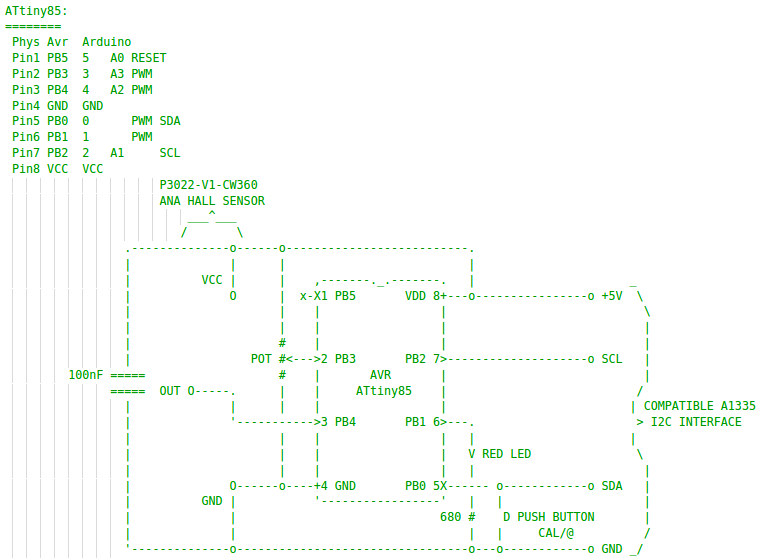 ATtiny85:
========
 Phys Avr  Arduino
 Pin1 PB5  5   A0 RESET
 Pin2 PB3  3   A3 PWM
 Pin3 PB4  4   A2 PWM
 Pin4 GND  GND
 Pin5 PB0  0      PWM SDA
 Pin6 PB1  1      PWM
 Pin7 PB2  2   A1     SCL
 Pin8 VCC  VCC
P3022-V1-CW360
ANA HALL SENSOR
VCC
O x-X1 PB5 VDD 8+---o----------------o +5V
#
POT #<--->2 PB3 PB2 7>--------------------o SCL
100nF ===== # AVR
===== OUT O-----. ATtiny85
COMPATIBLE A1335
'----------->3 PB4 PB1 6>---. > I2C INTERFACE
V RED LED
O------o----+4 GND PB0 5X------ o------------o SDA
GND
680 # D PUSH BUTTON
CAL/@
'--------------o---------------------------------o---o------------o GND _/